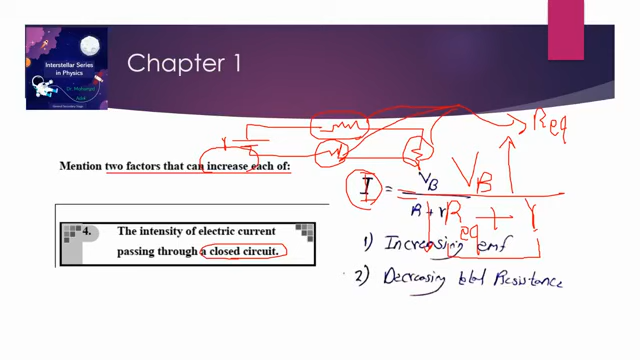 Interstellar Series
in Physics
Chapter 1
Req
Mention two factors that can increase each of:
I = VB
R + r
VB
Req + r
4. The intensity of electric current
passing through a closed circuit.
1) Increasing emf
2) Decreasing total Resistance